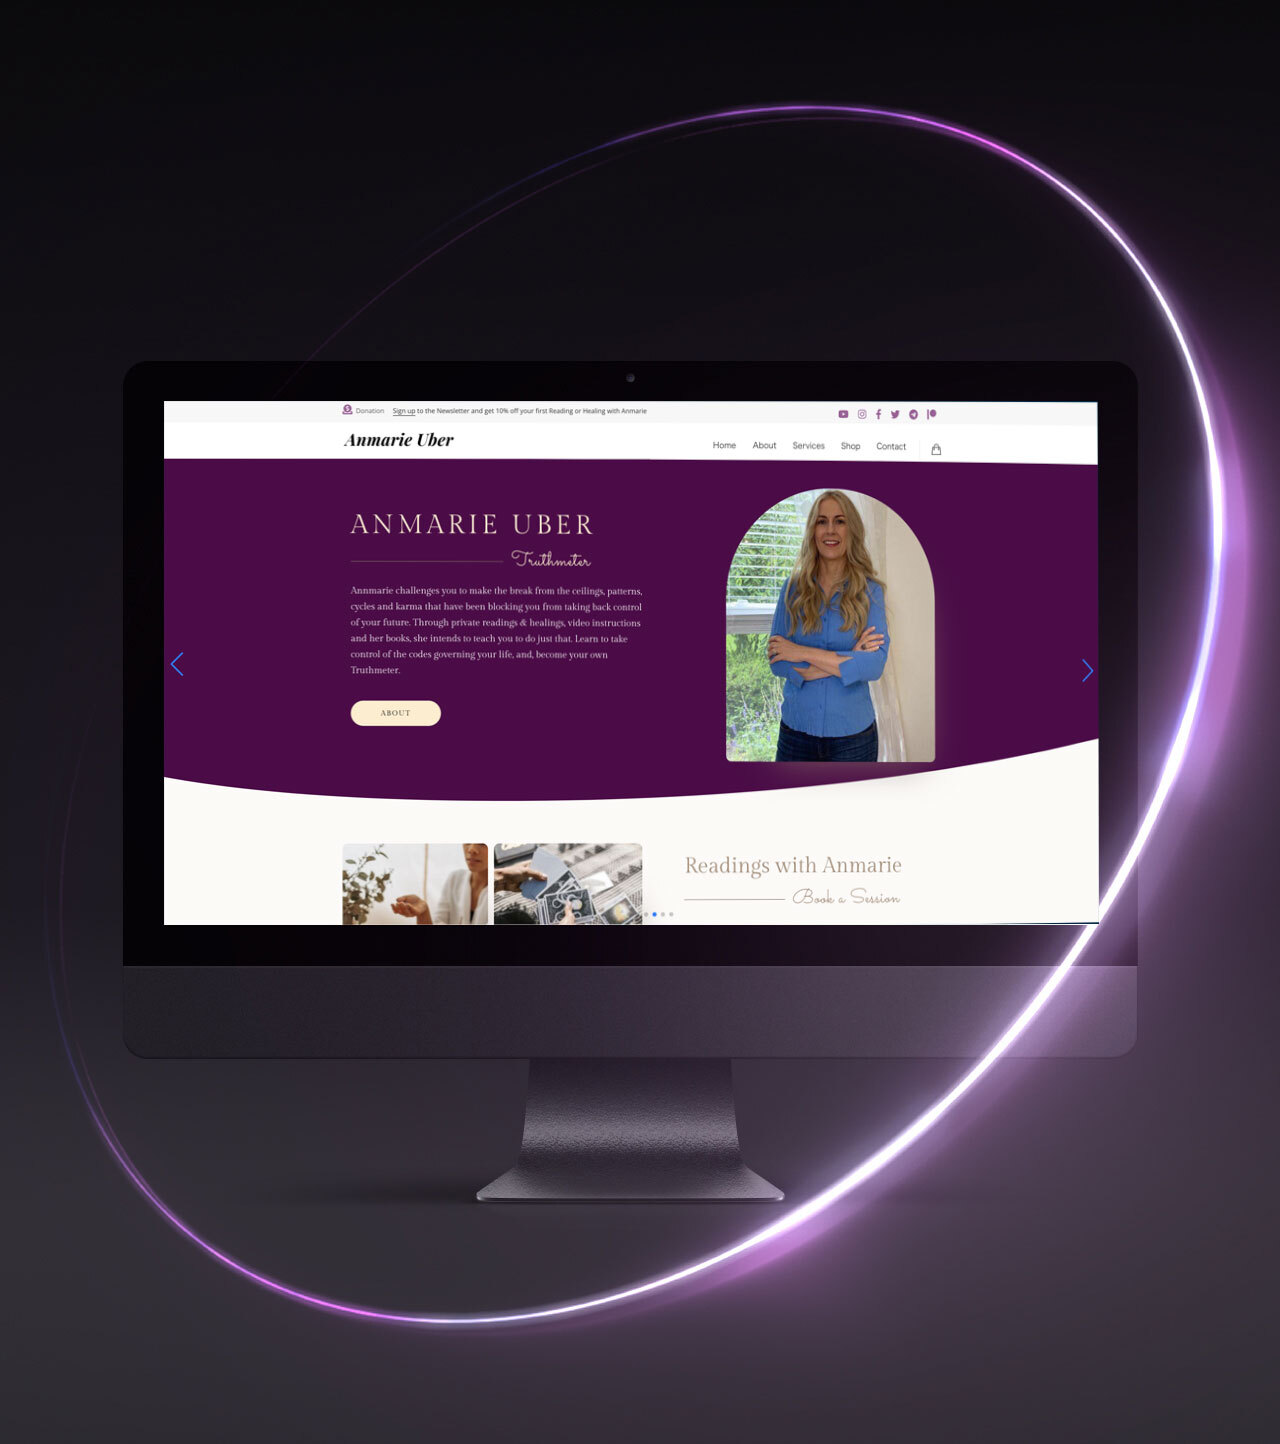 Donation Sign up to the Newsletter and get 10% off your first Reading or Healing with Anmarie
Anmarie Uber
Home About Services Shop Contact
ANMARIE UBER
Truthmeter
Annmarie challenges you to make the break from the ceilings, patterns,
cycles and karma that have been blocking you from taking back control
of your future. Through private readings & healings, video instructions
and her books, she intends to teach you to do just that. Learn to take
control of the codes governing your life, and, become your own
Truthmeter.
ABOUT
Readings with Anmarie
Book a Session